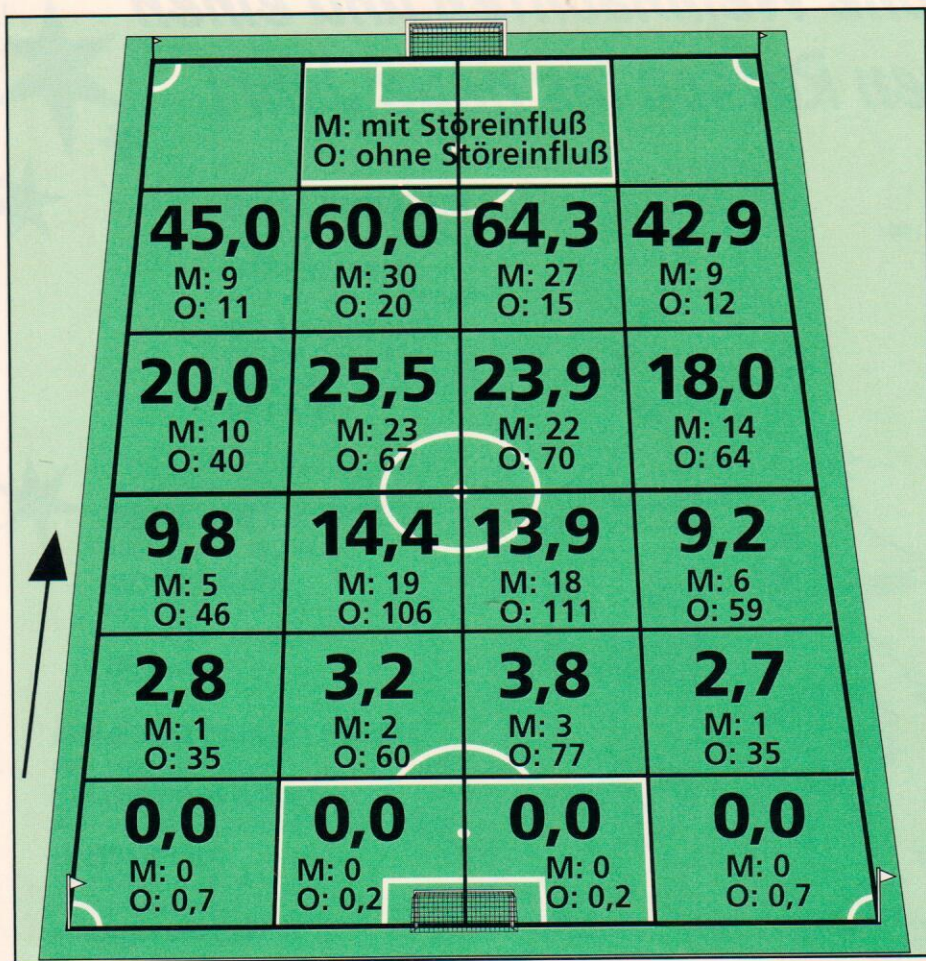 M: mit Störeinfluß
O: ohne Störeinfluß
45,0 60,0 64,3 42,9
M: 9 M: 30 M: 27 M: 9
O: 11 O: 20 O: 15 O: 12
20,0 25,5 23,9 18,0
M: 10 M: 23 M: 22 M: 14
O: 40 O: 67 O: 70 O: 64
9,8 14,4 13,9 9,2
M: 5 M: 19 M: 18 M: 6
O: 46 O: 106 O: 111 O: 59
2,8 3,2 3,8 2,7
M: 1 M: 2 M: 3 M: 1
O: 35 O: 60 O: 77 O: 35
0,0 0,0 0,0 0,0
M: 0 M: 0 M: 0 M: 0
O: 0,7 O: 0,2 O: 0,2 O: 0,7